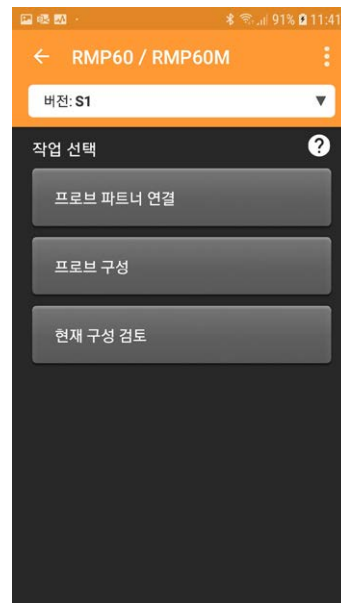 91% 11:41
RMP60 / RMP60M
버전: S1
작업 선택
프로브 파트너 연결
프로브 구성
현재 구성 검토